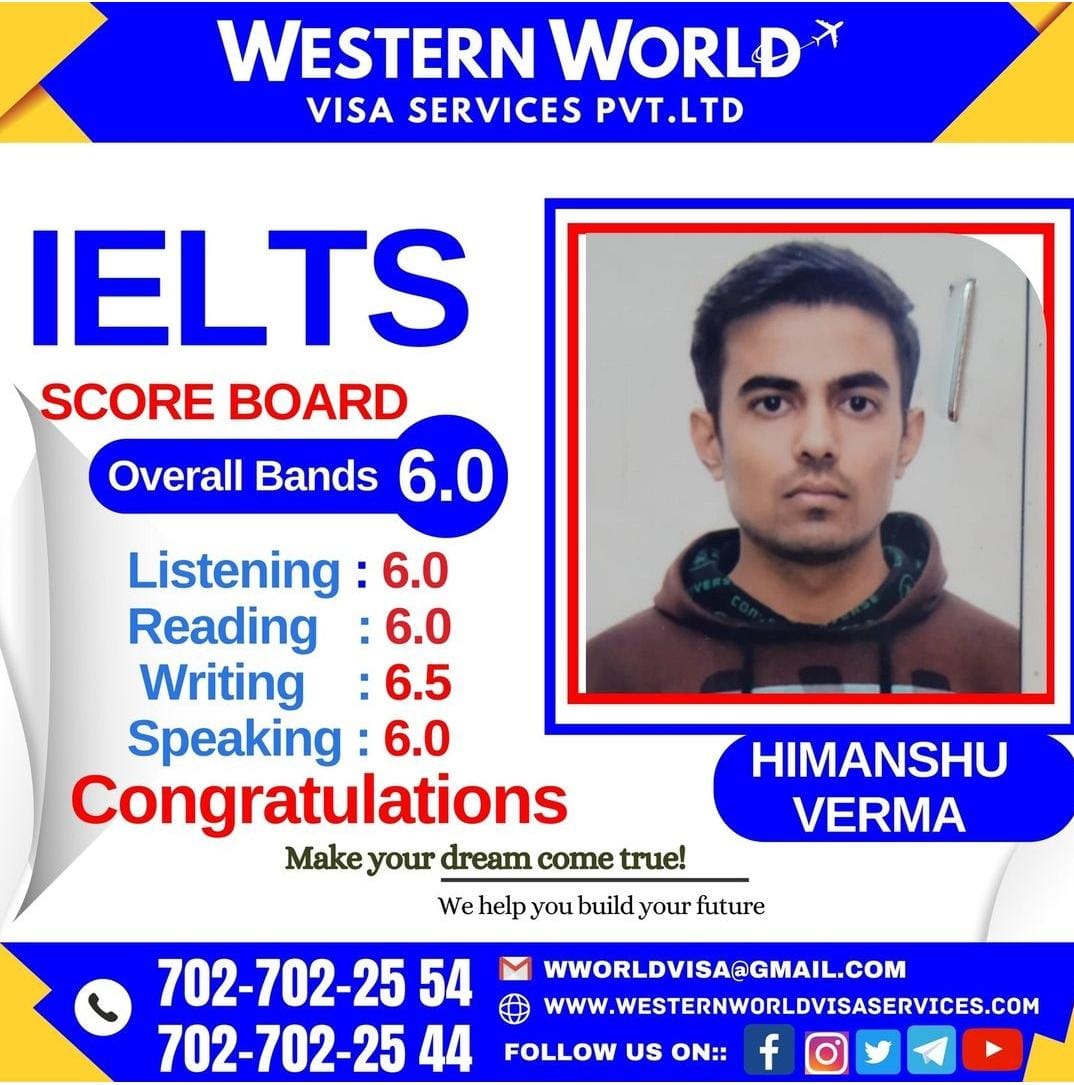 WESTERN WORLD
VISA SERVICES PVT.LTD
IELTS
SCORE BOARD
Overall Bands 6.0
Listening : 6.0
Reading : 6.0
Writing : 6.5
Speaking : 6.0
Congratulations
HIMANSHU
VERMA
Make your dream come true!
We help you build your future
702-702-25 54
702-702-25 44
WWORLDVISA@GMAIL.COM
WWW.WESTERNWORLDVISASERVICES.COM
FOLLOW US ON::